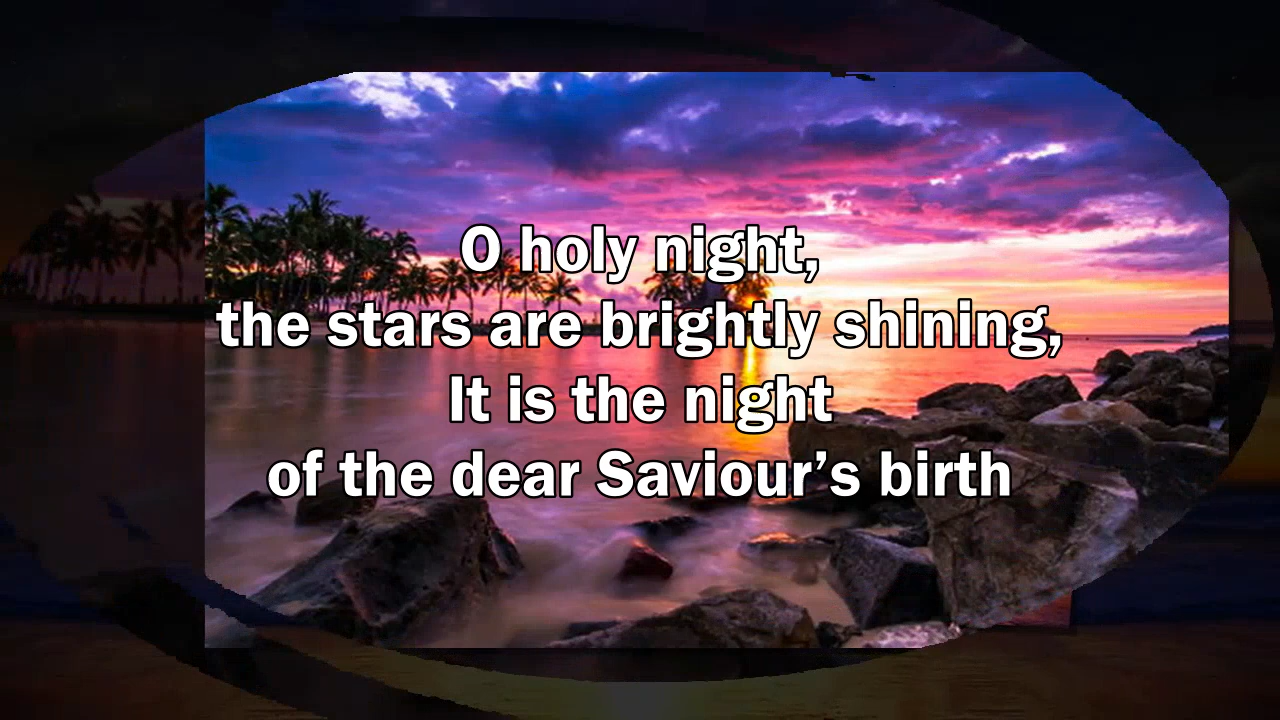 O holy night,
the stars are brightly shining,
It is the night
of the dear Saviour’s birth